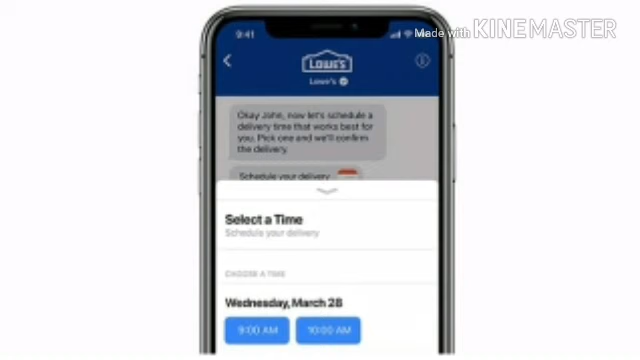 Made with KINEMASTER
9:41
LOWE'S
Lowe's
Okay John, now let's schedule a
delivery time that works best for
you. Pick one and we'll confirm
the delivery.
Schedule your delivery
Select a Time
Schedule your delivery
CHOOSE A TIME
Wednesday, March 28
9:00 AM 10:00 AM